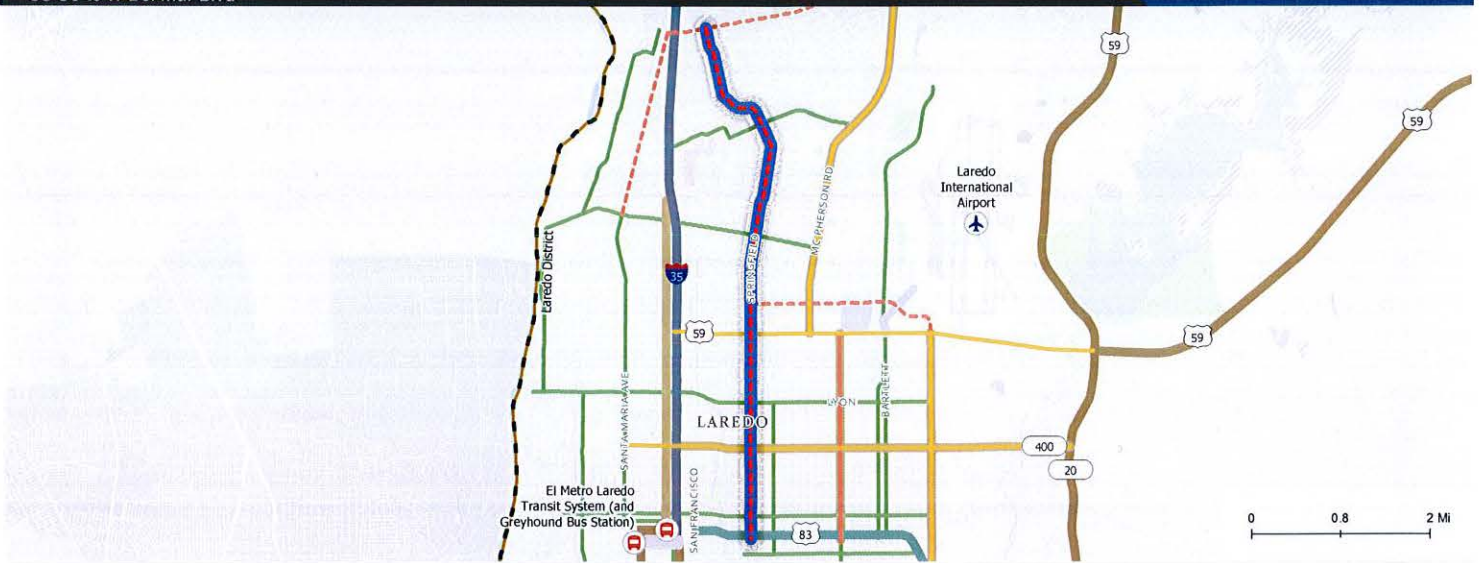 59
59
Laredo
International
Airport
MCPHERSON RD
Laredo District
SPRINGFIELD
35
59
59
SANTA MARIA AVE
LYON
BARTLETT
LAREDO
400
20
SAN FRANCISCO
El Metro Laredo
Transit System (and
Greyhound Bus Station)
83
0 0.8 2 Mi